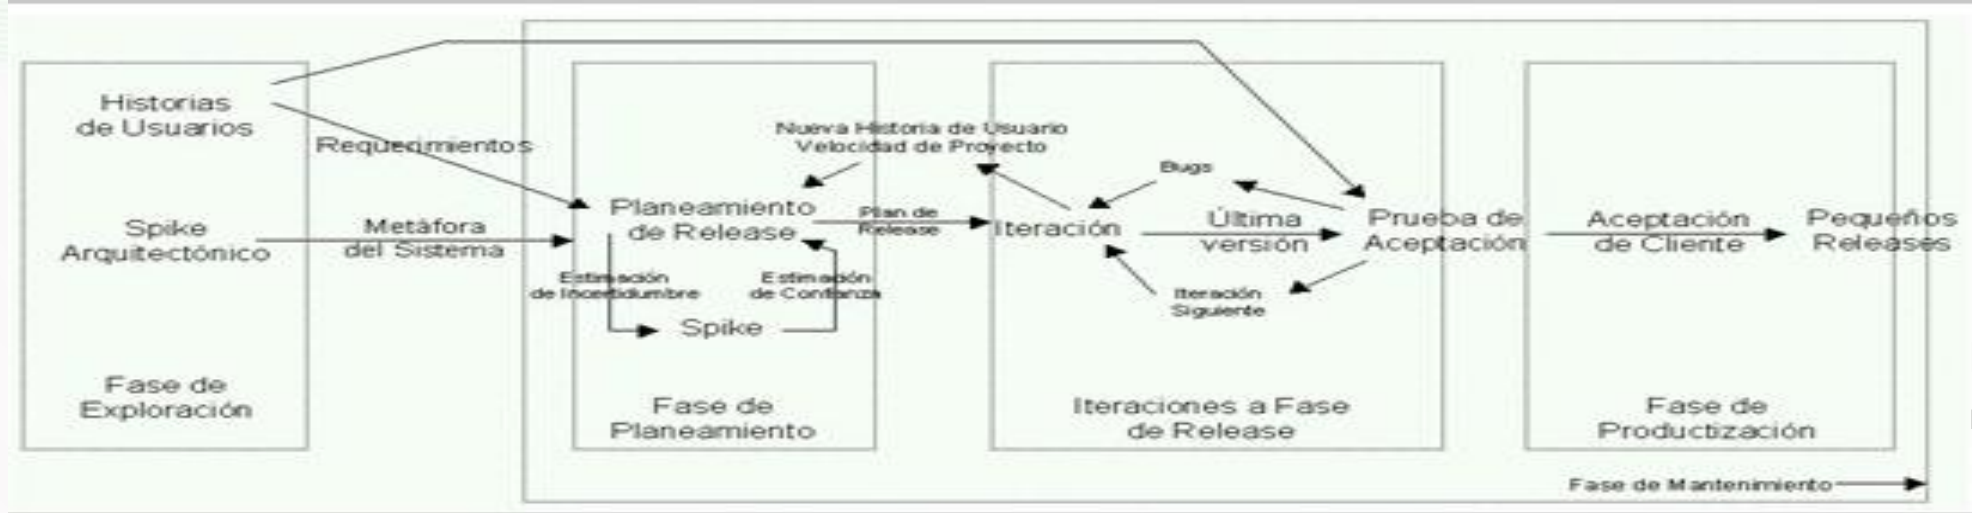 Historias
de Usuarios
Requerimientos
Spike
Arquitectónico
Metáfora
del Sistema
Fase de
Exploración
Nueva Historia de Usuario
Velocidad de Proyecto
Planeamiento
de Release
Plan de
Release
Estimación
de Incertidumbre
Estimación
de Confianza
Spike
Fase de
Planeamiento
Bugs
Iteración
Última
versión
Prueba de
Aceptación
Iteración
Siguiente
Iteraciones a Fase
de Release
Aceptación
de Cliente
Pequeños
Releases
Fase de
Productización
Fase de Mantenimiento